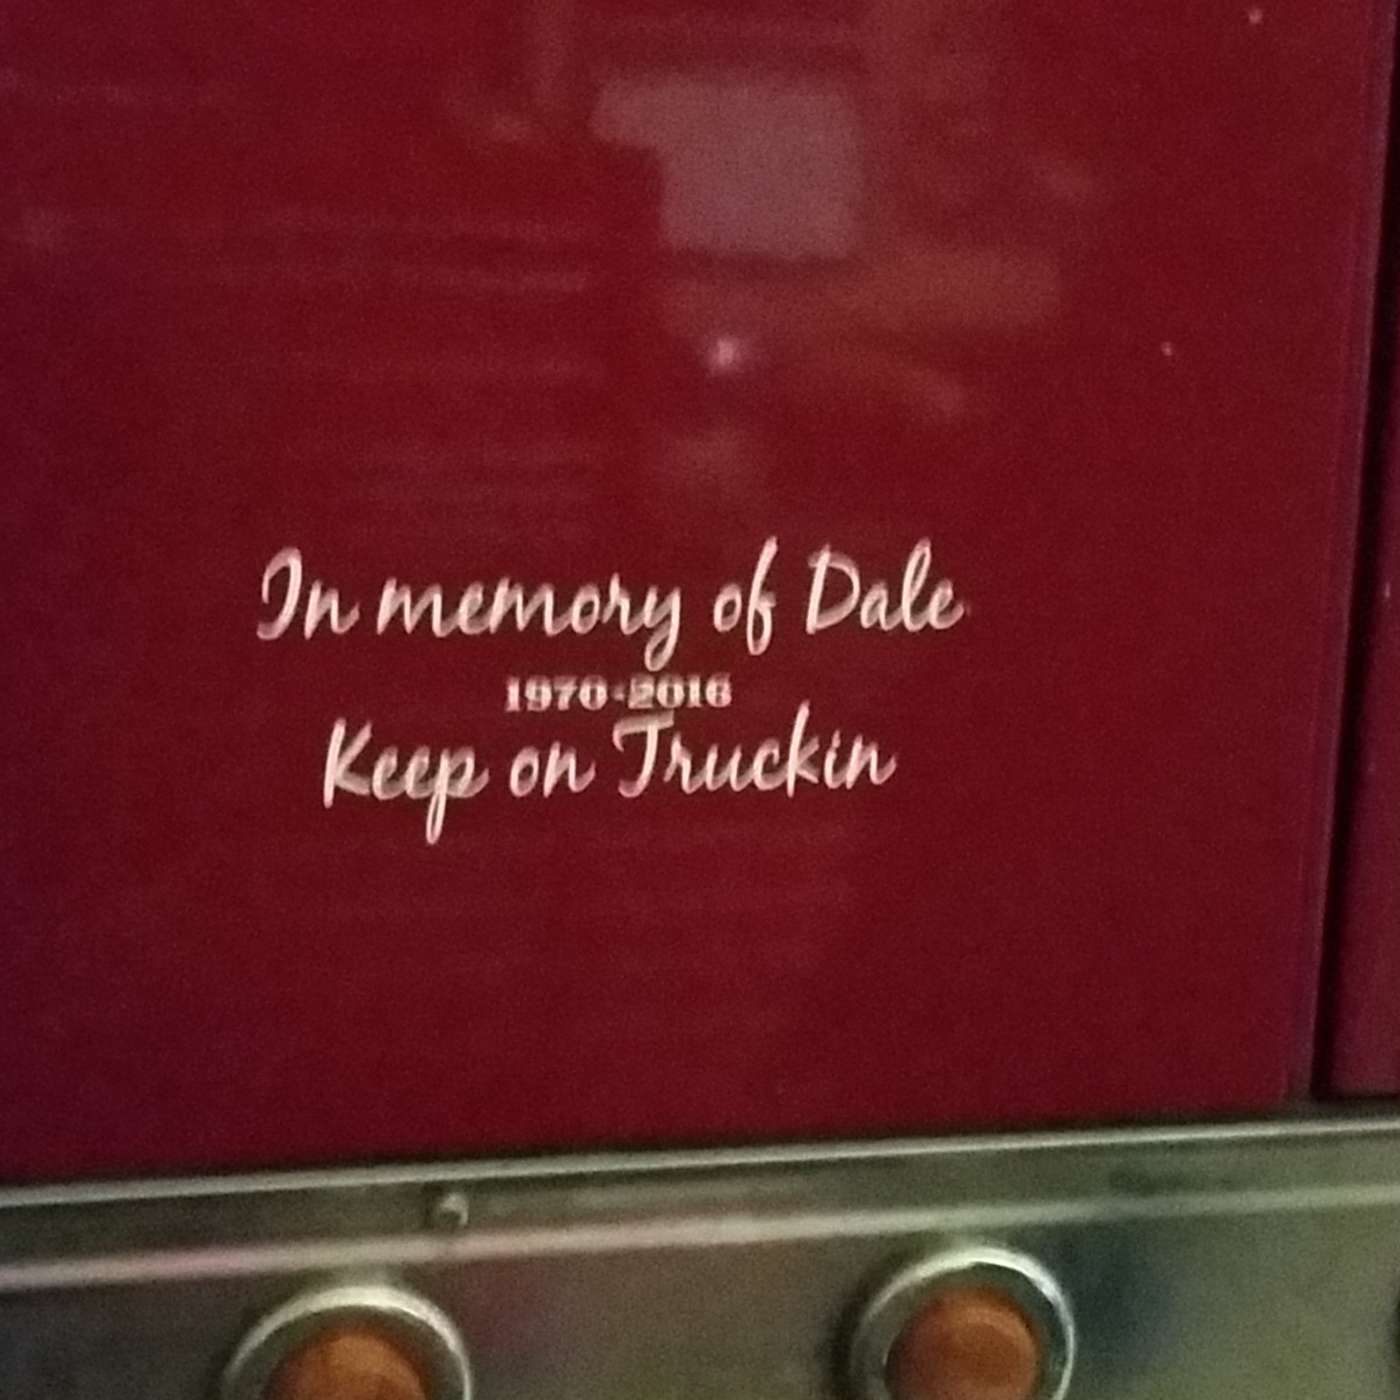 In memory of Dale
1970-2016
Keep on Truckin